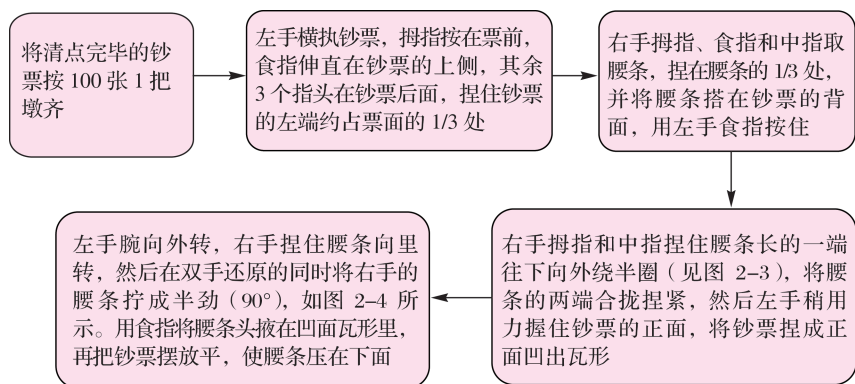 将清点完毕的钞
票按 100 张 1 把
墩齐
左手横执钞票，拇指按在票前，
食指伸直在钞票的上侧，其余
3 个指头在钞票后面，捏住钞票
的左端约占票面的 1/3 处
右手拇指、食指和中指取
腰条，捏在腰条的 1/3 处，
并将腰条搭在钞票的背
面，用左手食指按住
右手拇指和中指捏住腰条长的一端
往下向外绕半圈（见图 2-3），将腰
条的两端合拢捏紧，然后左手稍用
力握住钞票的正面，将钞票捏成正
面凹出瓦形
左手腕向外转，右手捏住腰条向里
转，然后在双手还原的同时将右手的
腰条拧成半劲（90°），如图 2-4 所
示。用食指将腰条头掖在凹面瓦形里，
再把钞票摆放平，使腰条压在下面